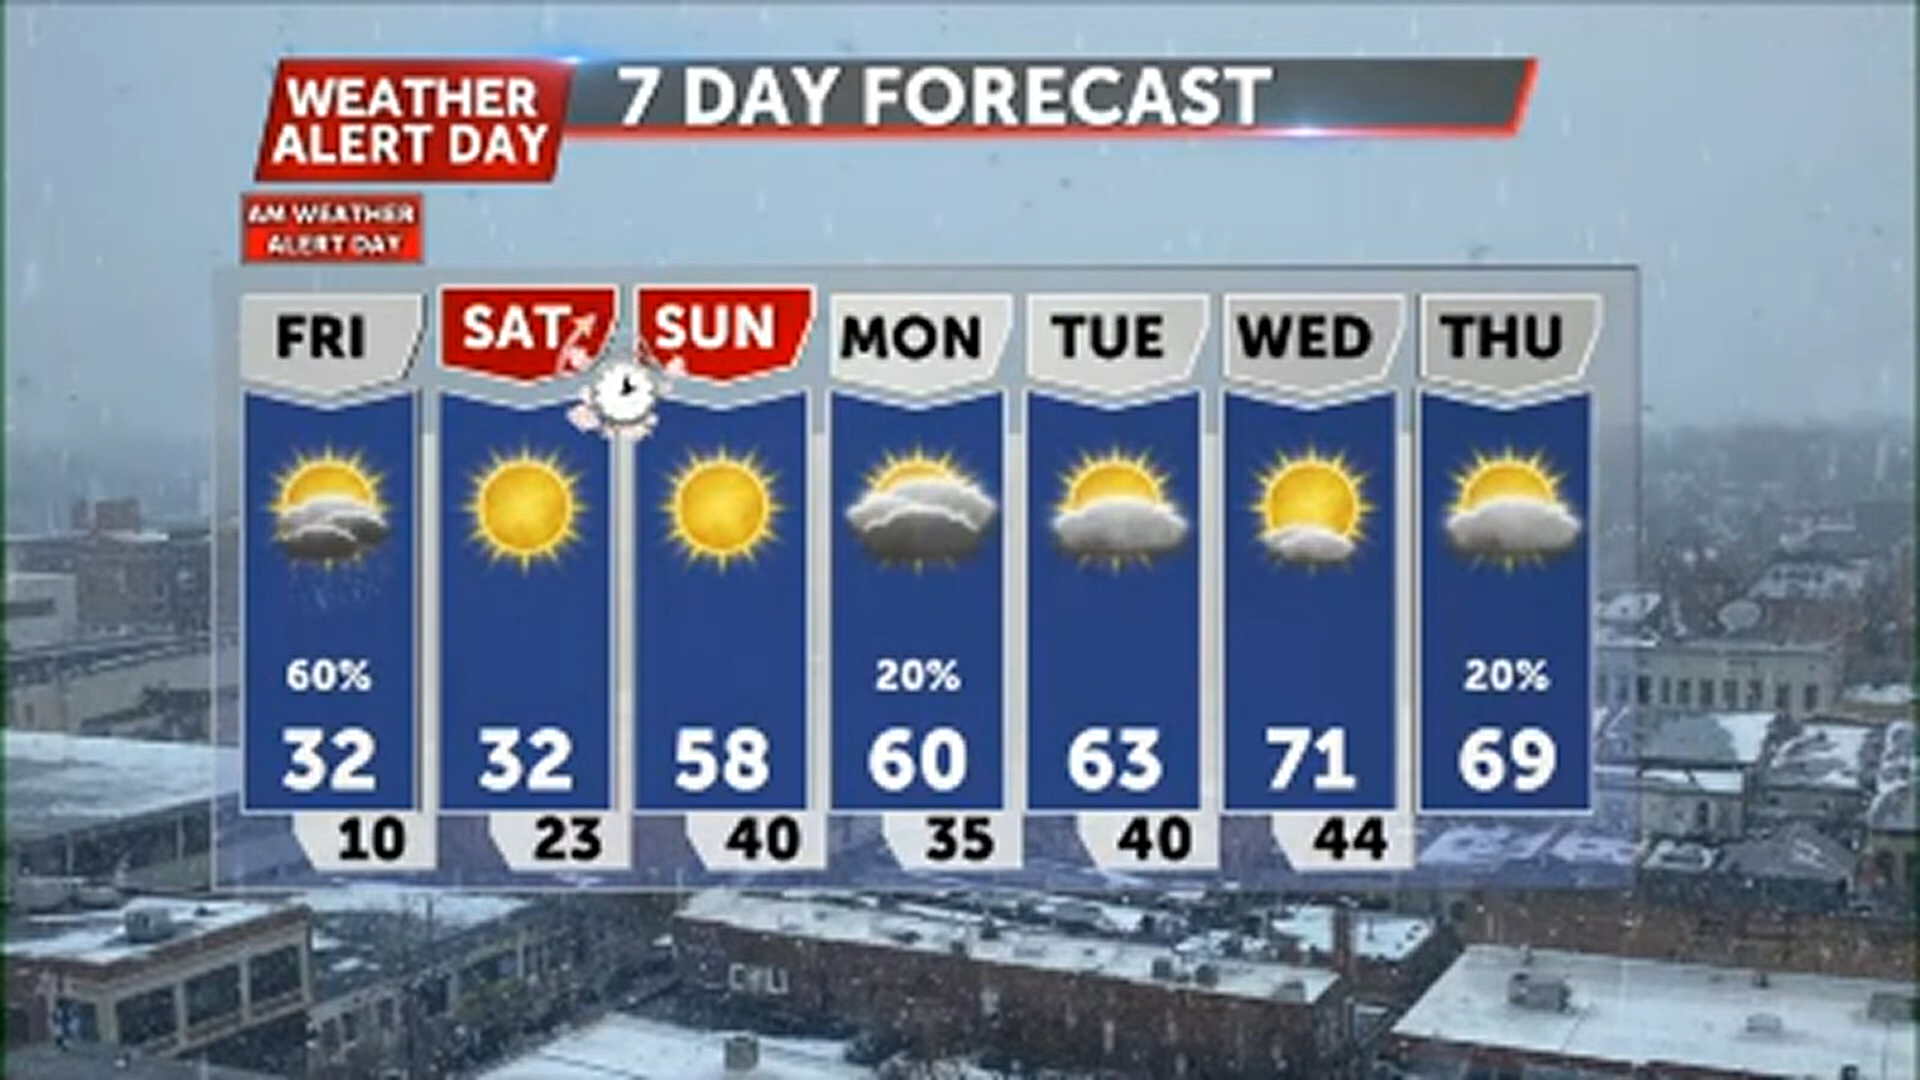 WEATHER
ALERT DAY
7 DAY FORECAST
AM WEATHER
ALERT DAY
FRI
SAT
SUN
MON
TUE
WED
THU
60%
20%
20%
32
32
58
60
63
71
69
10
23
40
35
40
44
CHILI